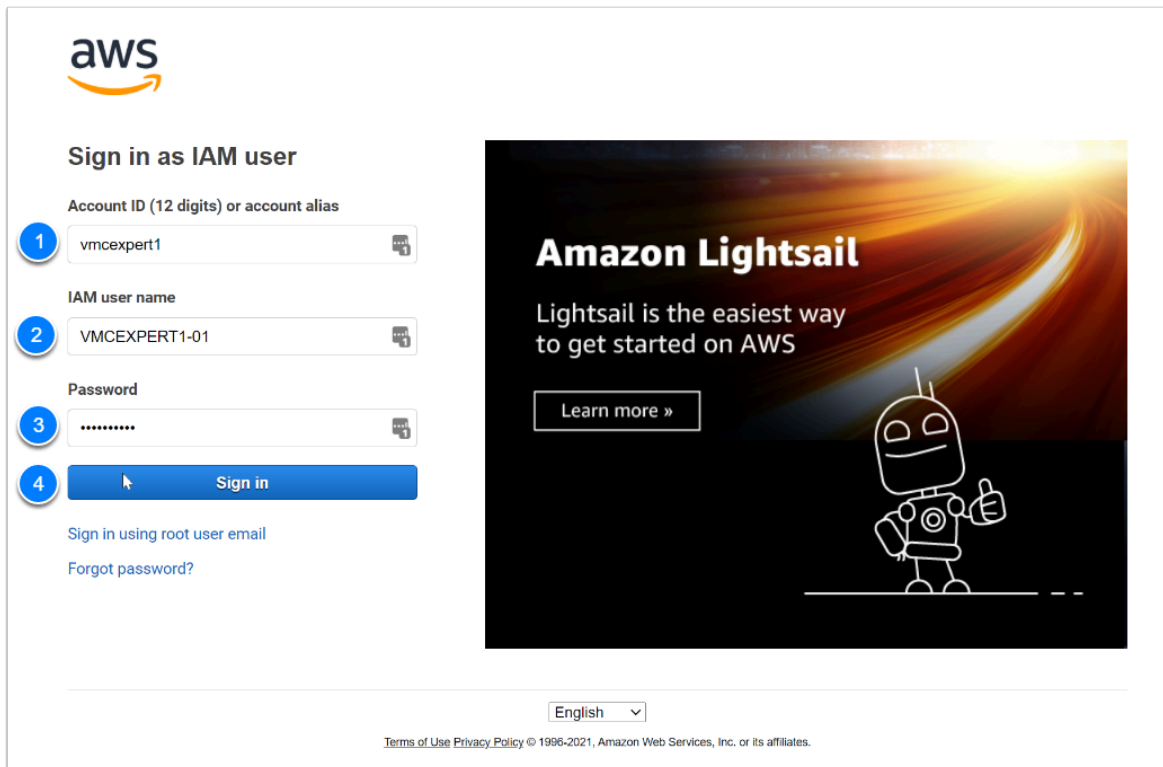 aws
Sign in as IAM user
Account ID (12 digits) or account alias
1
vmcexpert1
1
IAM user name
2
VMCEXPERT1-01
1
Password
3
••••••••••
1
4
Sign in
Sign in using root user email
Forgot password?
Amazon Lightsail
Lightsail is the easiest way
to get started on AWS
Learn more »
English
Terms of Use Privacy Policy © 1996-2021, Amazon Web Services, Inc. or its affiliates.